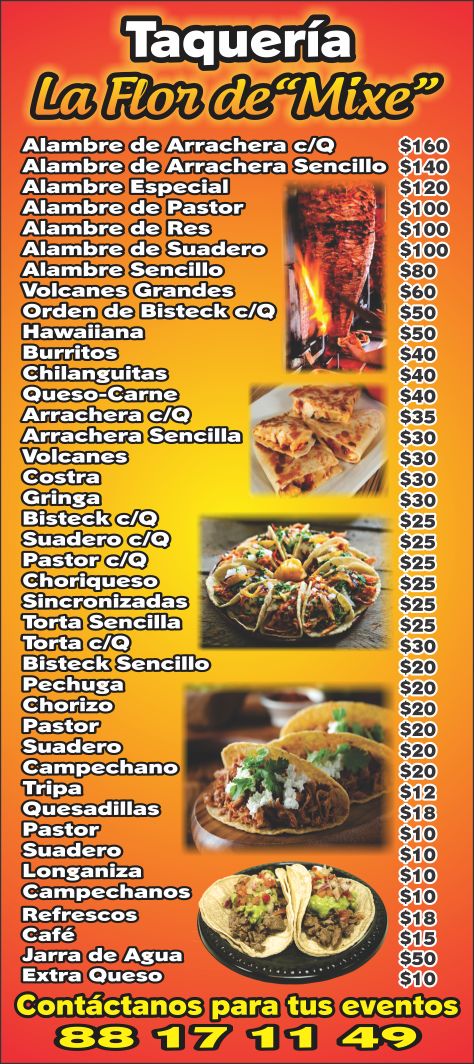 Taquería
La Flor de “Mixe”
Alambre de Arrachera c/Q $160
Alambre de Arrachera Sencillo $140
Alambre Especial $120
Alambre de Pastor $100
Alambre de Res $100
Alambre de Suadero $100
Alambre Sencillo $80
Volcanes Grandes $60
Orden de Bisteck c/Q $50
Hawaiiana $50
Burritos $40
Chilanguitas $40
Queso-Carne $40
Arrachera c/Q $35
Arrachera Sencilla $30
Volcanes $30
Costra $30
Gringa $30
Bisteck c/Q $25
Suadero c/Q $25
Pastor c/Q $25
Choriqueso $25
Sincronizadas $25
Torta Sencilla $25
Torta c/Q $30
Bisteck Sencillo $20
Pechuga $20
Chorizo $20
Pastor $20
Suadero $20
Campechano $20
Tripa $12
Quesadillas $18
Pastor $10
Suadero $10
Longaniza $10
Campechanos $10
Refrescos $18
Café $15
Jarra de Agua $50
Extra Queso $10
Contáctanos para tus eventos
88 17 11 49